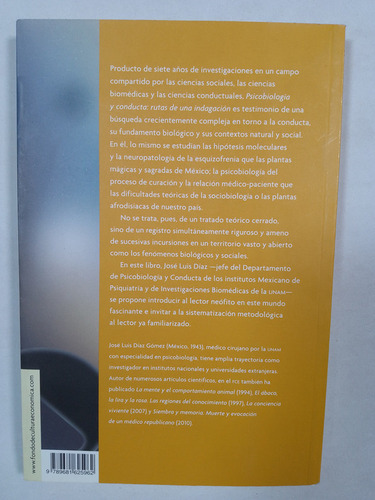 Producto de siete años de investigaciones en un campo
compartido por las ciencias sociales, las ciencias
biomédicas y las ciencias conductuales, Psicobiología
y conducta: rutas de una indagación es testimonio de una
búsqueda crecientemente compleja en torno a la conducta,
su fundamento biológico y sus contextos natural y social.
En él, lo mismo se estudian las hipótesis moleculares
y la neuropatología de la esquizofrenia que las plantas
mágicas y sagradas de México; la psicobiología del
proceso de curación y la relación médico-paciente que
las dificultades teóricas de la sociobiología o las plantas
afrodisiacas de nuestro país.
No se trata, pues, de un tratado teórico cerrado,
sino de un registro simultáneamente riguroso y ameno
de sucesivas incursiones en un territorio vasto y abierto
como los fenómenos biológicos y sociales.
En este libro, José Luis Díaz —jefe del Departamento
de Psicobiología y Conducta de los institutos Mexicano de
Psiquiatría y de Investigaciones Biomédicas de la UNAM—
se propone introducir al lector neófito en este mundo
fascinante e invitar a la sistematización metodológica
al lector ya familiarizado.
José Luis Díaz Gómez (México, 1943), médico cirujano por la UNAM
con especialidad en psicobiología, tiene amplia trayectoria como
investigador en institutos nacionales y universidades extranjeras.
Autor de numerosos artículos científicos, en el FCE también ha
publicado La mente y el comportamiento animal (1994), El ábaco,
la lira y la rosa. Las regiones del conocimiento (1997), La conciencia
viviente (2007) y Siembra y memoria. Muerte y evocación
de un médico republicano (2010).
www.fondodeculturaeconomica.com
9 789681 625962